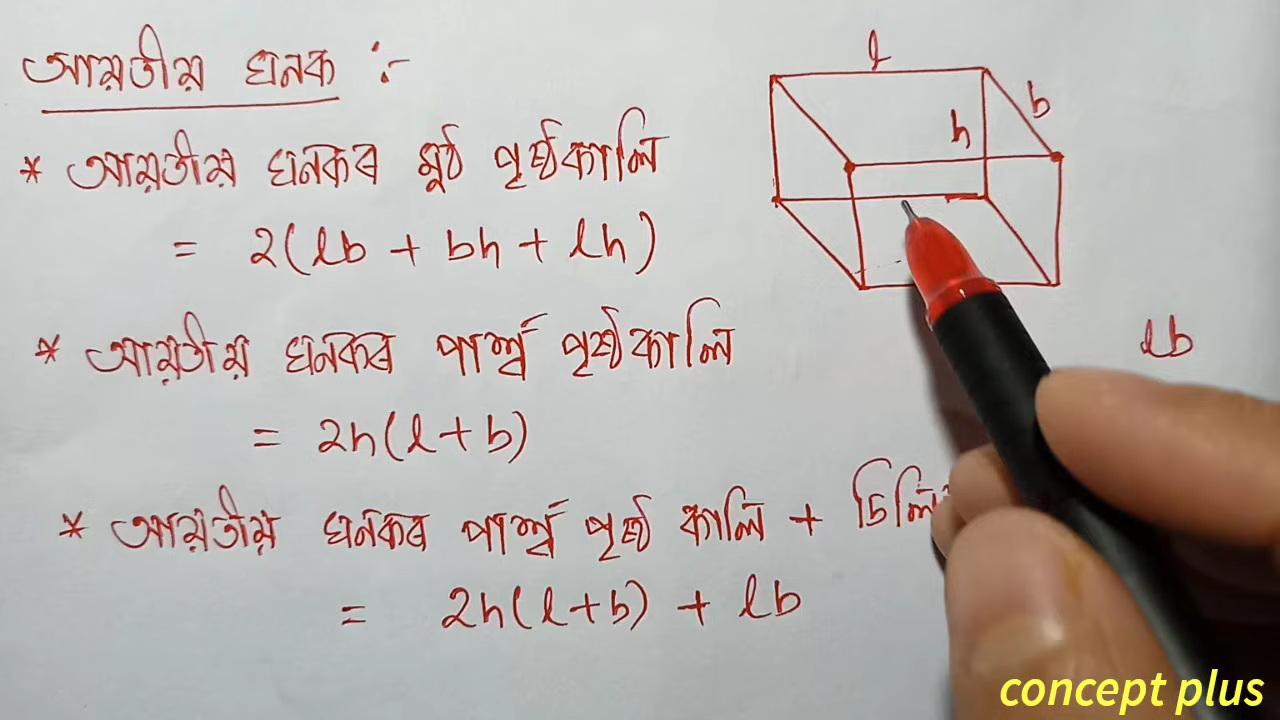 আয়তীয় ঘনক :-
l
b
h
* আয়তীয় ঘনকৰ মুঠ পৃষ্ঠকালি
= 2(lb + bh + lh)
* আয়তীয় ঘনকৰ পাৰ্শ্ব পৃষ্ঠকালি
lb
= 2h(l+b)
* আয়তীয় ঘনকৰ পাৰ্শ্ব পৃষ্ঠ কালি +
= 2h(l+b) + lb
concept plus